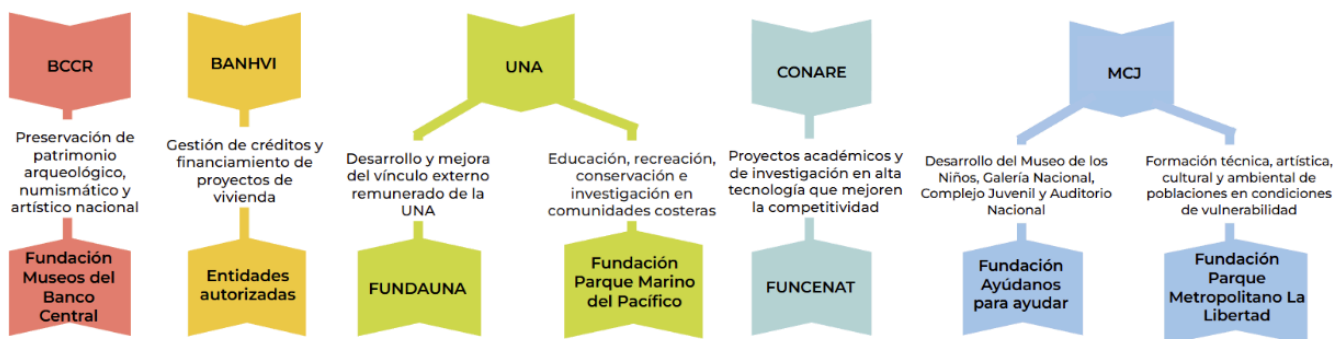 BCCR
Preservación de
patrimonio
arqueológico,
numismático y
artístico nacional
Fundación
Museos del
Banco
Central
BANHVI
Gestión de créditos y
financiamiento de
proyectos de
vivienda
Entidades
autorizadas
UNA
Desarrollo y mejora
del vínculo externo
remunerado de la
UNA
FUNDAUNA
Educación, recreación,
conservación e
investigación en
comunidades costeras
Fundación
Parque Marino
del Pacífico
CONARE
Proyectos académicos y
de investigación en alta
tecnología que mejoren
la competitividad
FUNCENAT
MCJ
Desarrollo del Museo de los
Niños, Galería Nacional,
Complejo Juvenil y Auditorio
Nacional
Fundación
Ayúdanos
para ayudar
Formación técnica, artística,
cultural y ambiental de
poblaciones en condiciones
de vulnerabilidad
Fundación
Parque
Metropolitano La
Libertad